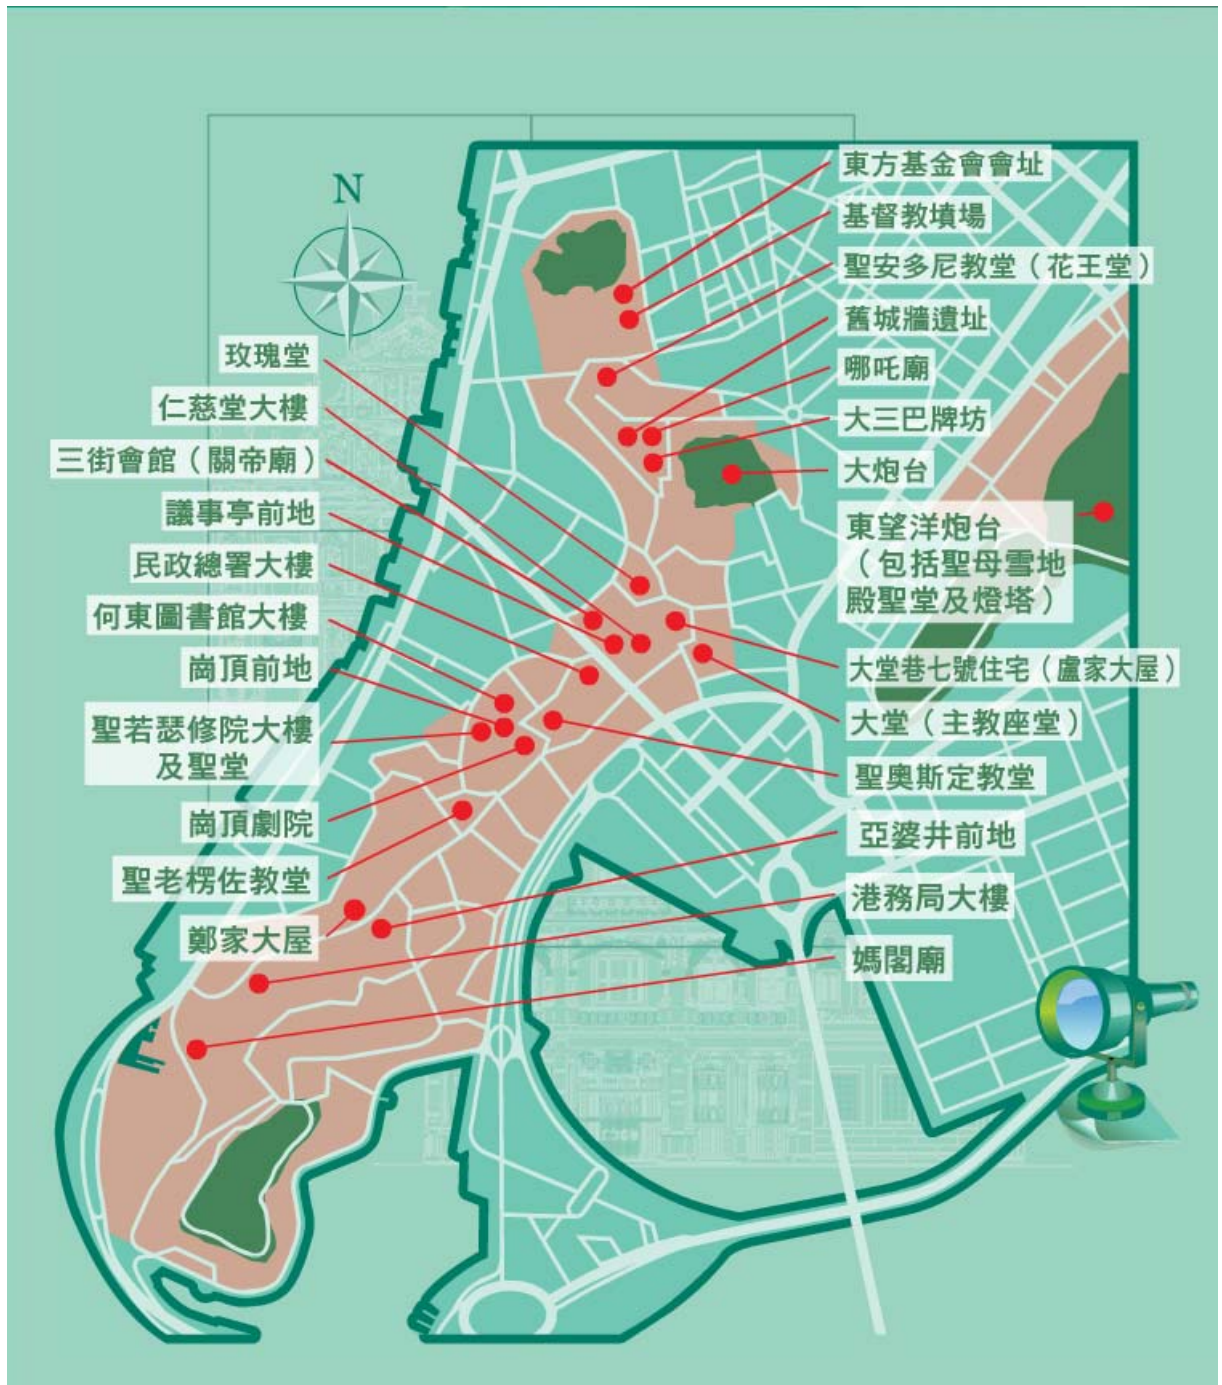 N
玫瑰堂
仁慈堂大樓
三街會館（關帝廟）
議事亭前地
民政總署大樓
何東圖書館大樓
崗頂前地
聖若瑟修院大樓
及聖堂
崗頂劇院
聖老楞佐教堂
鄭家大屋
東方基金會會址
基督教墳場
聖安多尼教堂（花王堂）
舊城牆遺址
哪吒廟
大三巴牌坊
大炮台
東望洋炮台
（包括聖母雪地
殿聖堂及燈塔）
大堂巷七號住宅（盧家大屋）
大堂（主教座堂）
聖奧斯定教堂
亞婆井前地
港務局大樓
媽閣廟